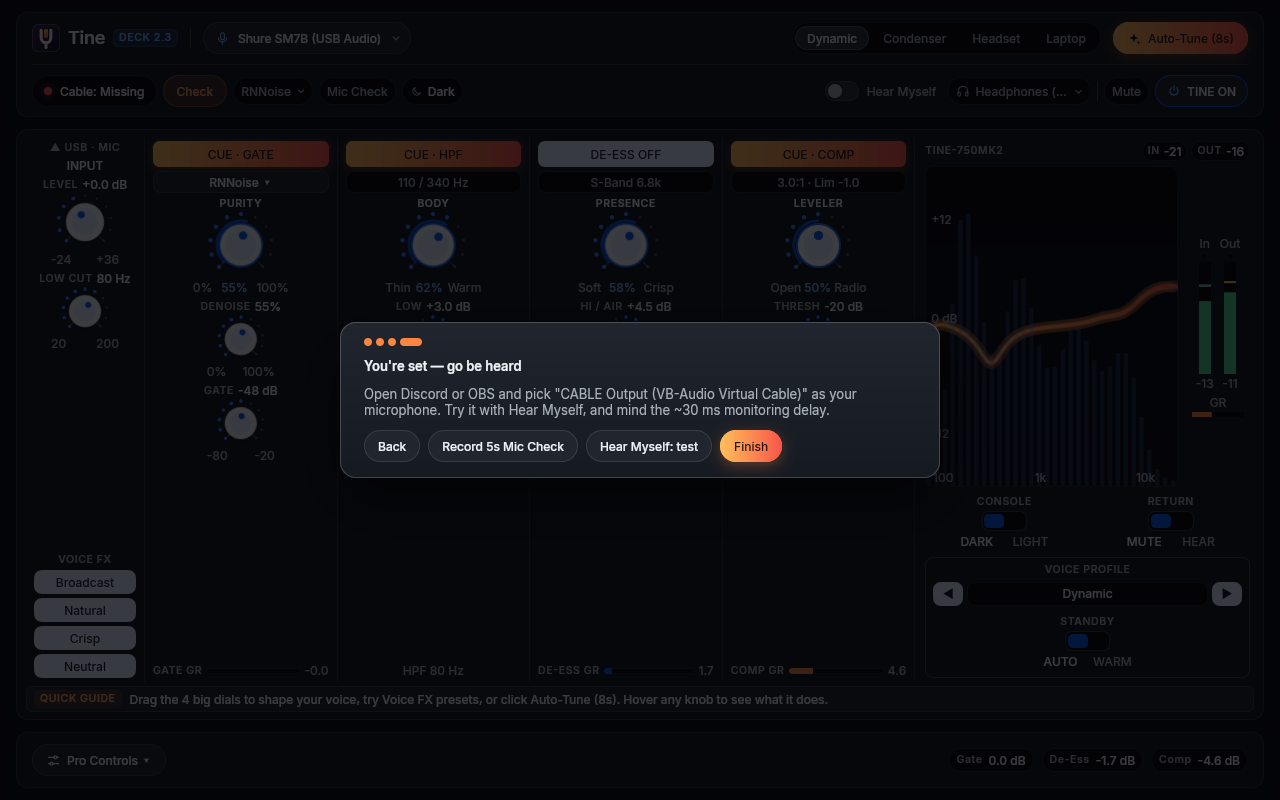 Tine DECK 2.3 Shure SM7B (USB Audio) Dynamic Condenser Headset Laptop Auto-Tune (8s)
Cable: Missing Check RNNoise Mic Check Dark Hear Myself Headphones (... Mute TINE ON
USB · MIC
INPUT
LEVEL +0.0 dB
-24 +36
LOW CUT 80 Hz
20 200
VOICE FX
Broadcast
Natural
Crisp
Neutral
CUE · GATE
RNNoise
PURITY
0% 55% 100%
DENOISE 55%
0% 100%
GATE -48 dB
-80 -20
GATE GR -0.0
CUE · HPF
110 / 340 Hz
BODY
Thin 62% Warm
LOW +3.0 dB
HPF 80 Hz
DE-ESS OFF
S-Band 6.8k
PRESENCE
Soft 58% Crisp
HI / AIR +4.5 dB
DE-ESS GR 1.7
CUE · COMP
3.0:1 · Lim -1.0
LEVELER
Open 50% Radio
THRESH -20 dB
COMP GR 4.6
You're set — go be heard
Open Discord or OBS and pick "CABLE Output (VB-Audio Virtual Cable)" as your
microphone. Try it with Hear Myself, and mind the ~30 ms monitoring delay.
Back Record 5s Mic Check Hear Myself: test Finish
TINE-750MK2 IN -21 OUT -16
+12
0 dB
12
100 1k 10k
In Out
-13 -11
GR
CONSOLE RETURN
DARK LIGHT MUTE HEAR
VOICE PROFILE
Dynamic
STANDBY
AUTO WARM
QUICK GUIDE Drag the 4 big dials to shape your voice, try Voice FX presets, or click Auto-Tune (8s). Hover any knob to see what it does.
Pro Controls Gate 0.0 dB De-Ess -1.7 dB Comp -4.6 dB